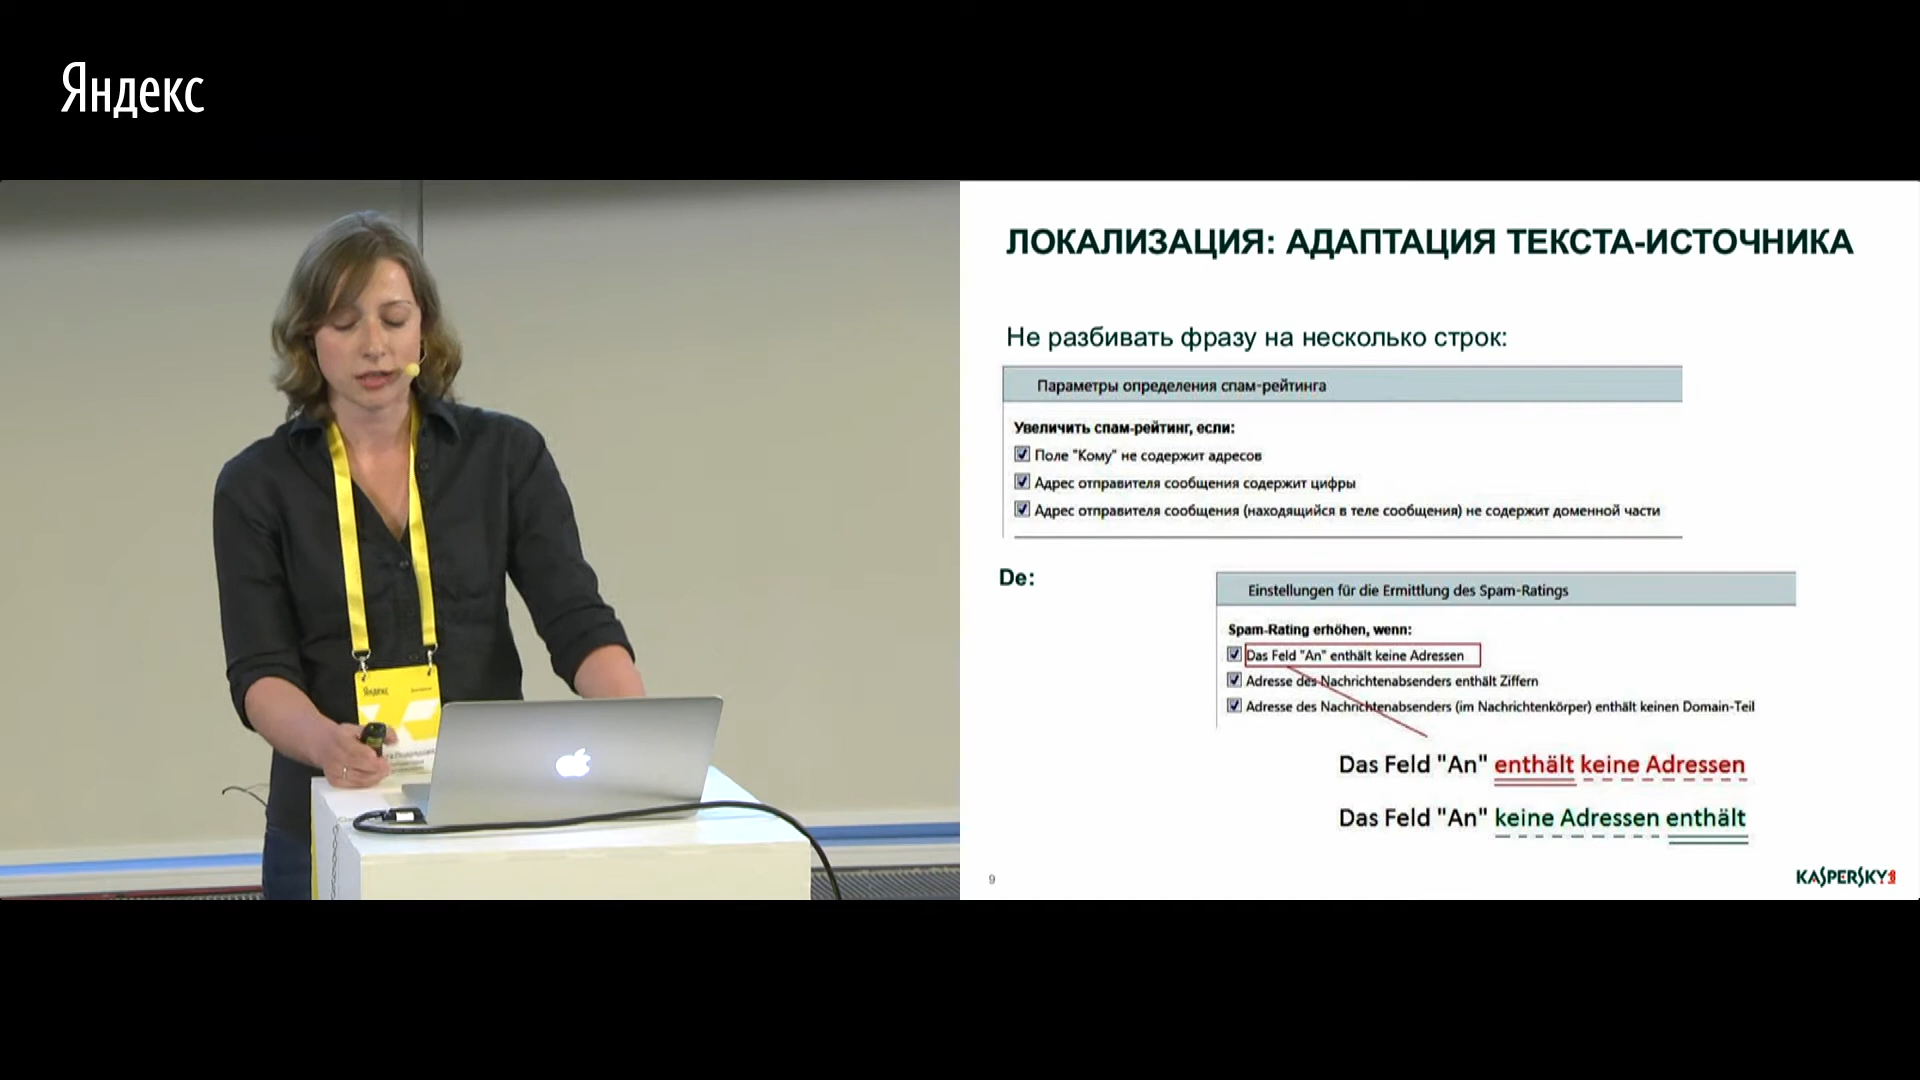 Яндекс
ЛОКАЛИЗАЦИЯ: АДАПТАЦИЯ ТЕКСТА-ИСТОЧНИКА
Не разбивать фразу на несколько строк:
Параметры определения спам-рейтинга
Увеличить спам-рейтинг, если:
Поле "Кому" не содержит адресов
Адрес отправителя сообщения содержит цифры
Адрес отправителя сообщения (находящийся в теле сообщения) не содержит доменной части
De:
Einstellungen für die Ermittlung des Spam-Ratings
Spam-Rating erhöhen, wenn:
Das Feld "An" enthält keine Adressen
Adresse des Nachrichtenabsenders enthält Ziffern
Adresse des Nachrichtenabsenders (im Nachrichtenkörper) enthält keinen Domain-Teil
Das Feld "An" enthält keine Adressen
Das Feld "An" keine Adressen enthält
9
KASPERSKY
Яндекс